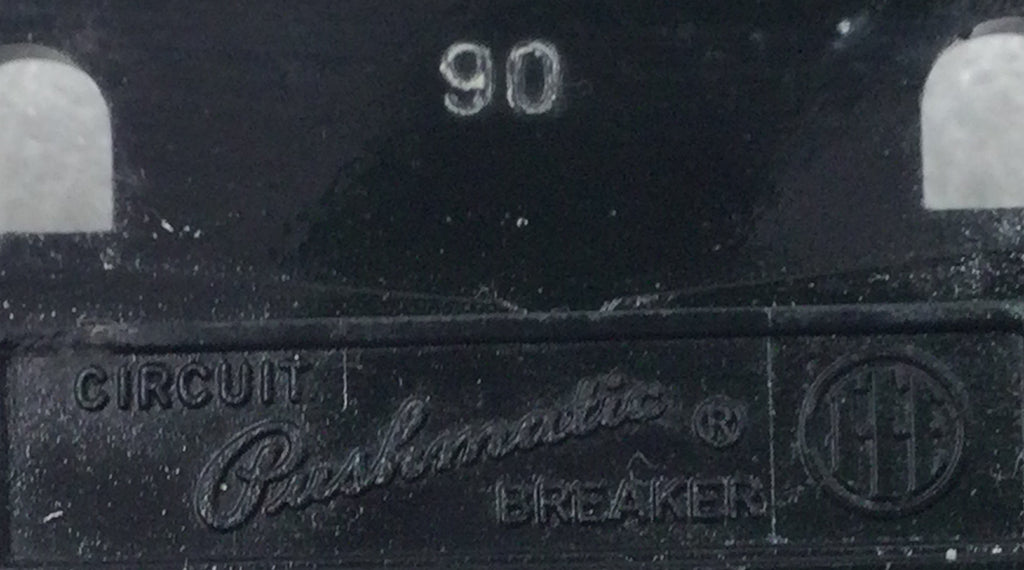 90
CIRCUIT
Pushmatic ®
BREAKER